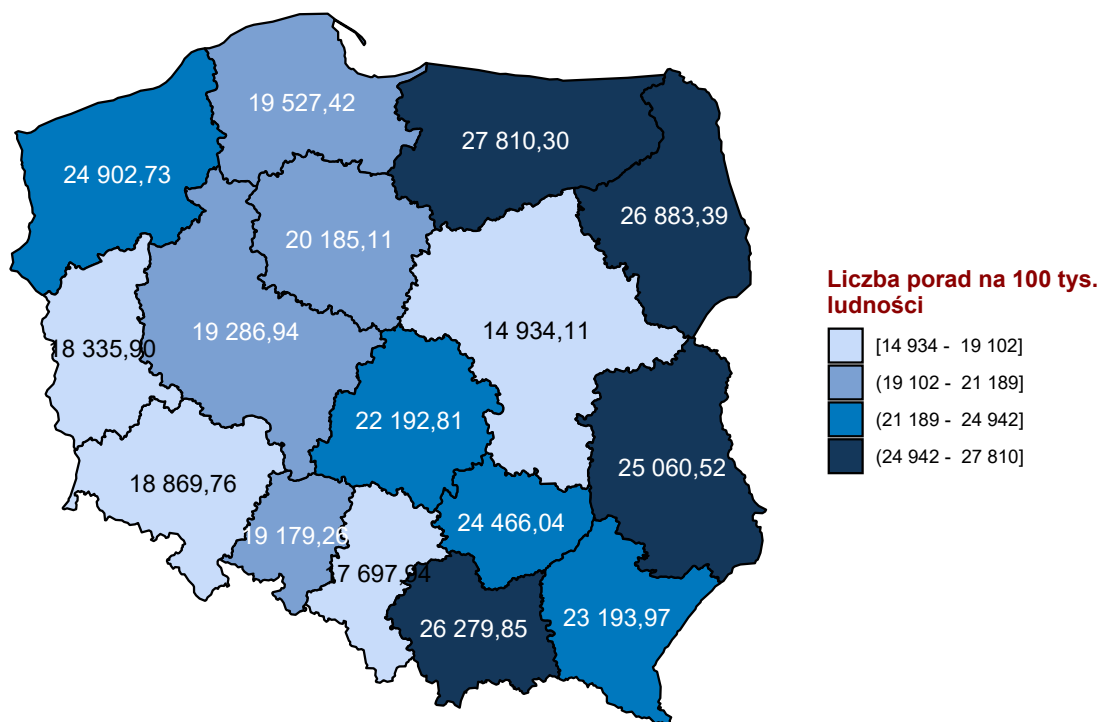 19 527,42
27 810,30
24 902,73
26 883,39
20 185,11
19 286,94
14 934,11
18 335,90
22 192,81
25 060,52
18 869,76
24 466,04
19 179,26
17 697,94
23 193,97
26 279,85
Liczba porad na 100 tys.
ludności
[14 934 - 19 102]
(19 102 - 21 189]
(21 189 - 24 942]
(24 942 - 27 810]